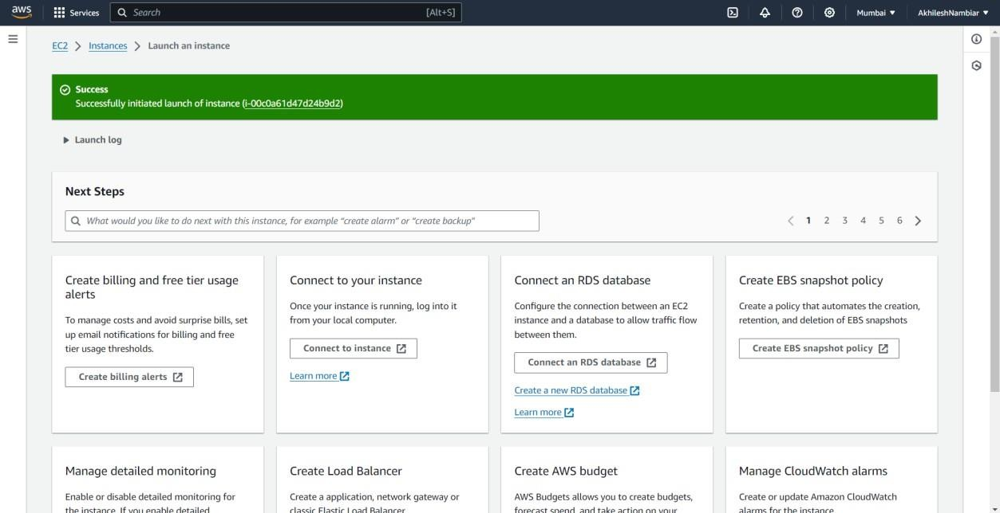 aws
Services
Search
[Alt+S]
Mumbai
AkhileshNambiar
EC2
Instances
Launch an instance
Success
Successfully initiated launch of instance (i-00c0a61d47d24b9d2)
Launch log
Next Steps
What would you like to do next with this instance, for example “create alarm” or “create backup”
1 2 3 4 5 6
Create billing and free tier usage
alerts
To manage costs and avoid surprise bills, set
up email notifications for billing and free
tier usage thresholds.
Create billing alerts
Connect to your instance
Once your instance is running, log into it
from your local computer.
Connect to instance
Learn more
Connect an RDS database
Configure the connection between an EC2
instance and a database to allow traffic flow
between them.
Connect an RDS database
Create a new RDS database
Learn more
Create EBS snapshot policy
Create a policy that automates the creation,
retention, and deletion of EBS snapshots
Create EBS snapshot policy
Manage detailed monitoring
Enable or disable detailed monitoring for
the instance. If you enable detailed
Create Load Balancer
Create a application, network gateway or
classic Elastic Load Balancer
Create AWS budget
AWS Budgets allows you to create budgets,
forecast spend, and take action on your
Manage CloudWatch alarms
Create or update Amazon CloudWatch
alarms for the instance.